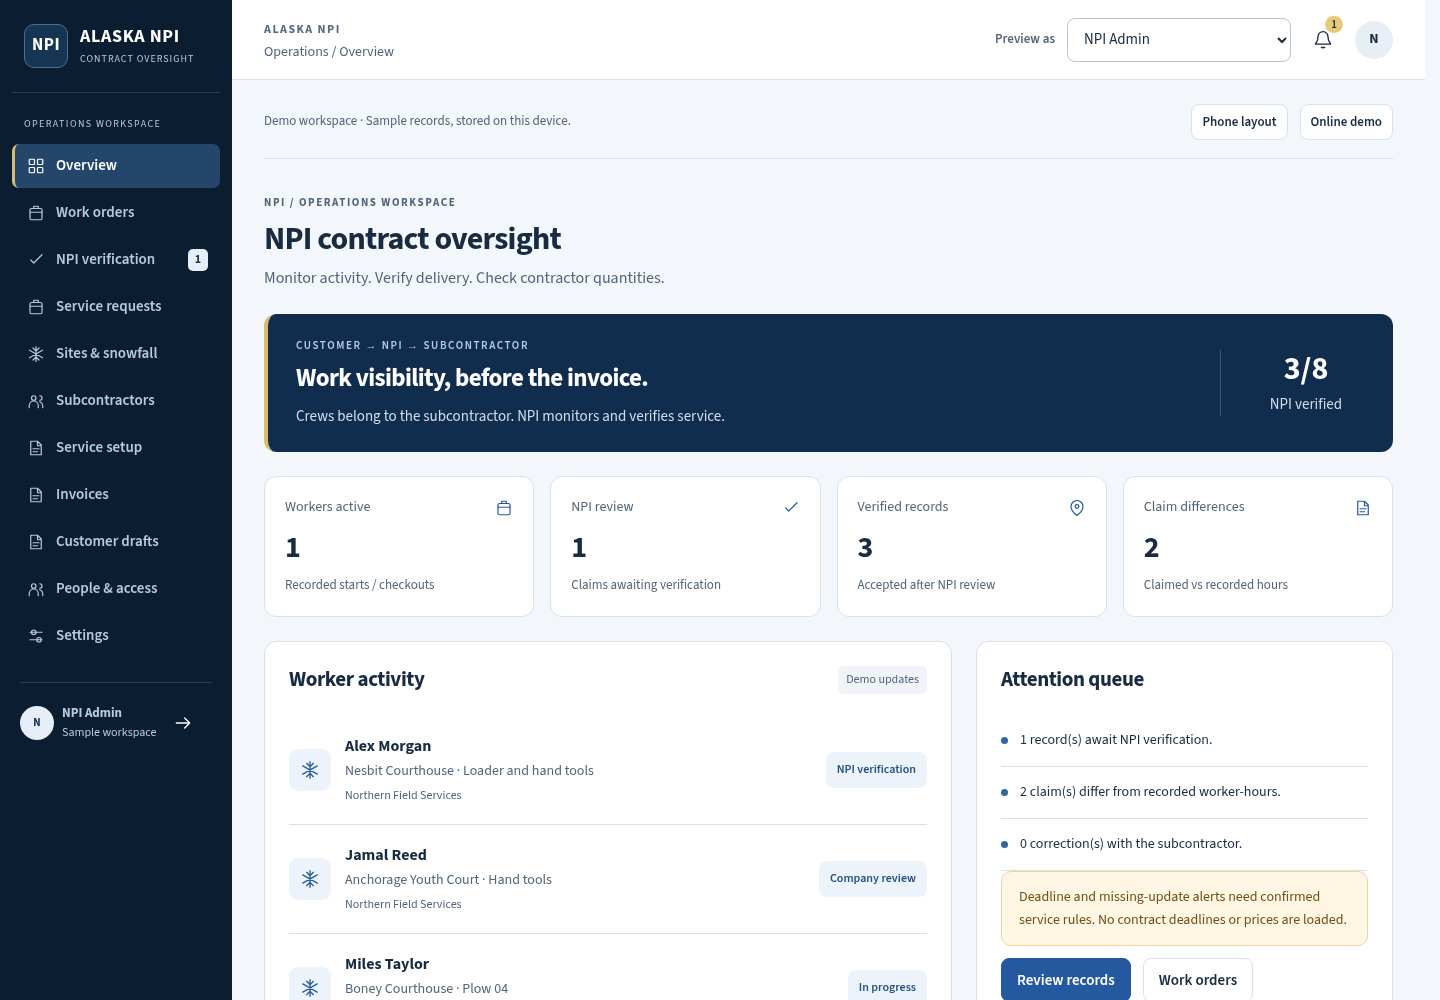 NPI
ALASKA NPI
CONTRACT OVERSIGHT
OPERATIONS WORKSPACE
Overview
Work orders
NPI verification
1
Service requests
Sites & snowfall
Subcontractors
Service setup
Invoices
Customer drafts
People & access
Settings
N
NPI Admin
Sample workspace
ALASKA NPI
Operations / Overview
Preview as
NPI Admin
1
N
Demo workspace · Sample records, stored on this device.
Phone layout
Online demo
NPI / OPERATIONS WORKSPACE
NPI contract oversight
Monitor activity. Verify delivery. Check contractor quantities.
CUSTOMER → NPI → SUBCONTRACTOR
Work visibility, before the invoice.
Crews belong to the subcontractor. NPI monitors and verifies service.
3/8
NPI verified
Workers active
1
Recorded starts / checkouts
NPI review
1
Claims awaiting verification
Verified records
3
Accepted after NPI review
Claim differences
2
Claimed vs recorded hours
Worker activity
Demo updates
Alex Morgan
Nesbit Courthouse · Loader and hand tools
Northern Field Services
NPI verification
Jamal Reed
Anchorage Youth Court · Hand tools
Northern Field Services
Company review
Miles Taylor
Boney Courthouse · Plow 04
In progress
Attention queue
1 record(s) await NPI verification.
2 claim(s) differ from recorded worker-hours.
0 correction(s) with the subcontractor.
Deadline and missing-update alerts need confirmed
service rules. No contract deadlines or prices are loaded.
Review records
Work orders